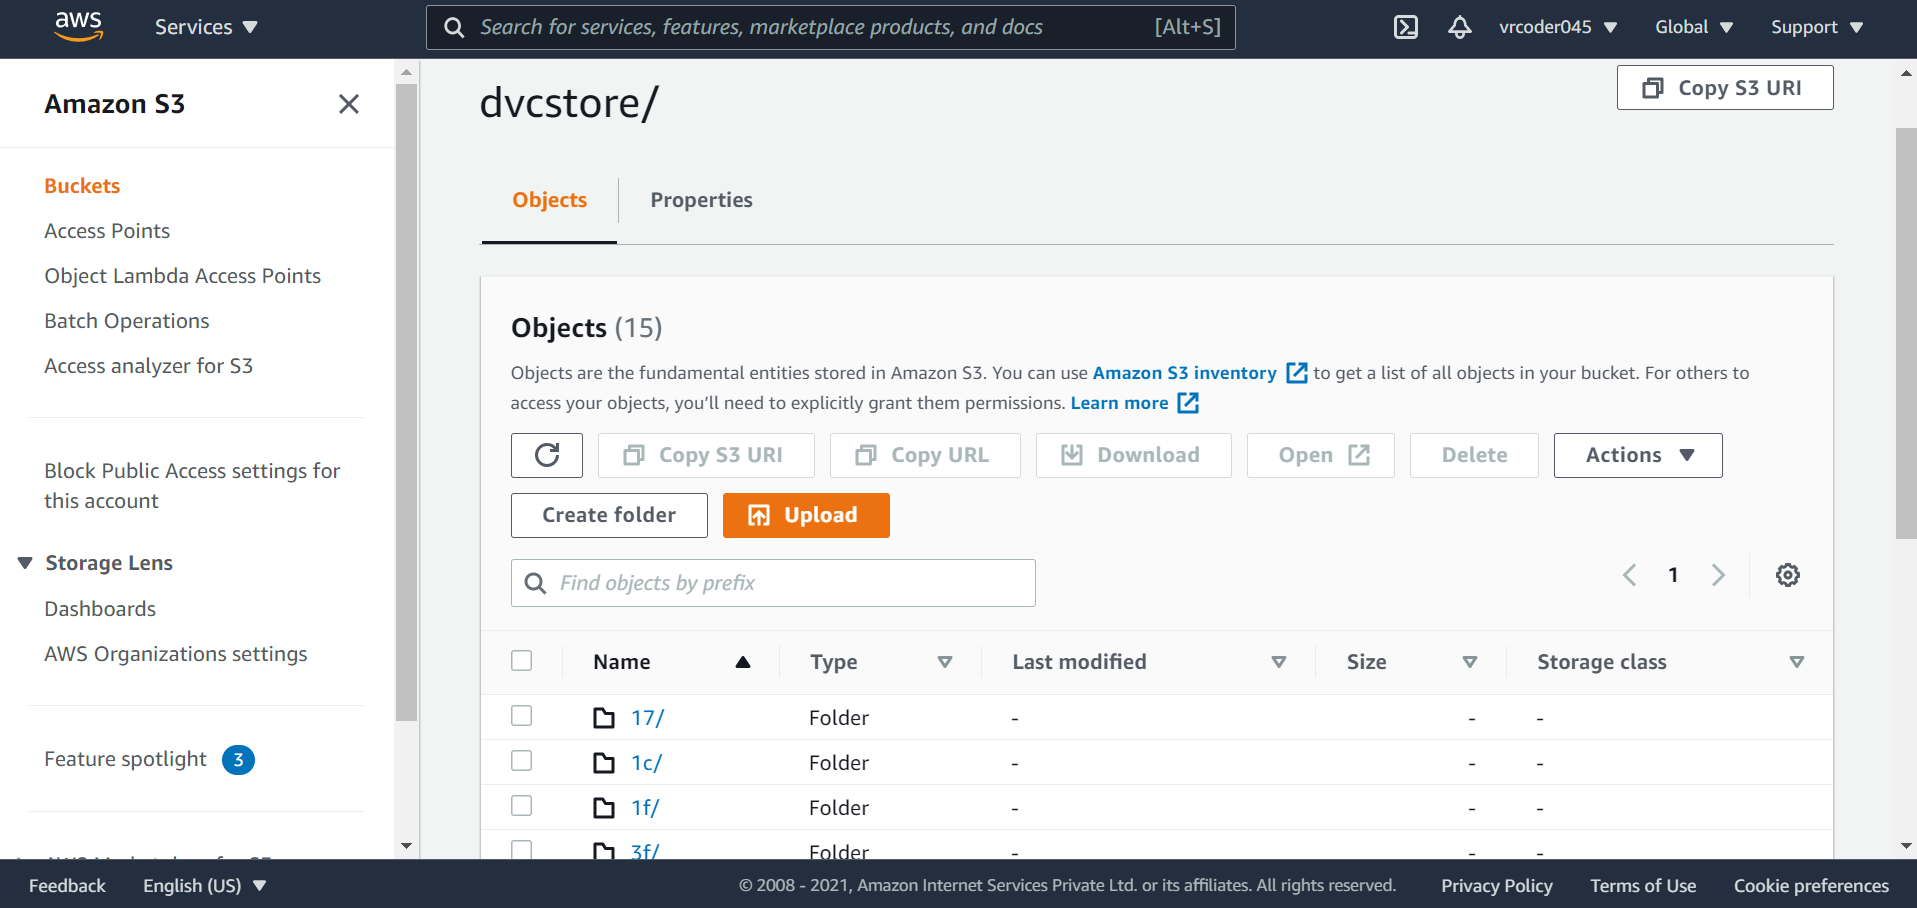 aws Services Search for services, features, marketplace products, and docs [Alt+S] vrcoder045 Global Support
Amazon S3
Buckets
Access Points
Object Lambda Access Points
Batch Operations
Access analyzer for S3
Block Public Access settings for
this account
Storage Lens
Dashboards
AWS Organizations settings
Feature spotlight 3
dvcstore/
Copy S3 URI
Objects Properties
Objects (15)
Objects are the fundamental entities stored in Amazon S3. You can use Amazon S3 inventory to get a list of all objects in your bucket. For others to
access your objects, you'll need to explicitly grant them permissions. Learn more
Copy S3 URI Copy URL Download Open Delete Actions
Create folder Upload
Find objects by prefix
1
Name Type Last modified Size Storage class
17/ Folder - - -
1c/ Folder - - -
1f/ Folder - - -
3f/ Folder - - -
Feedback English (US) © 2008 - 2021, Amazon Internet Services Private Ltd. or its affiliates. All rights reserved. Privacy Policy Terms of Use Cookie preferences